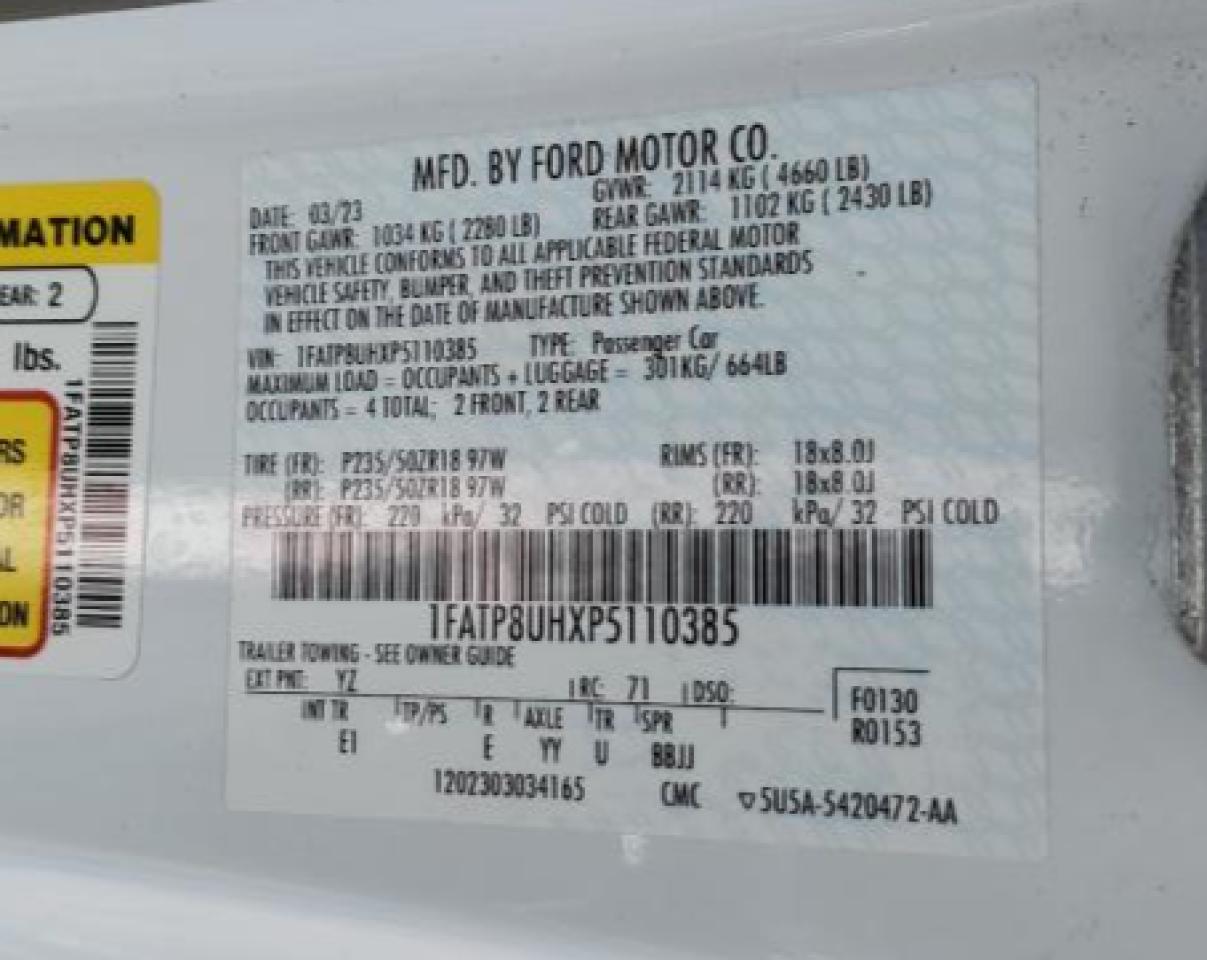 MATION
EAR: 2
lbs.
RS
OR
AL
ON
1FATP8UHXP5110385
MFD. BY FORD MOTOR CO.
DATE: 03/23 GVWR: 2114 KG ( 4660 LB)
FRONT GAWR: 1034 KG ( 2280 LB) REAR GAWR: 1102 KG ( 2430 LB)
THIS VEHICLE CONFORMS TO ALL APPLICABLE FEDERAL MOTOR
VEHICLE SAFETY, BUMPER, AND THEFT PREVENTION STANDARDS
IN EFFECT ON THE DATE OF MANUFACTURE SHOWN ABOVE.
VIN: 1FATP8UHXP5110385 TYPE: Passenger Car
MAXIMUM LOAD = OCCUPANTS + LUGGAGE = 301KG/ 664LB
OCCUPANTS = 4 TOTAL; 2 FRONT, 2 REAR
TIRE (FR): P235/50ZR18 97W RIMS (FR): 18x8.0J
(RR): P235/50ZR18 97W (RR): 18x8.0J
PRESSURE (FR): 220 kPa/ 32 PSI COLD (RR): 220 kPa/ 32 PSI COLD
1FATP8UHXP5110385
TRAILER TOWING - SEE OWNER GUIDE
EXT PNT: YZ RC: 71 DSO:
INT TR TP/PS R AXLE TR SPR
E1 E YY U BBJJ
F0130
R0153
1202303034165 CMC ▽5U5A-5420472-AA